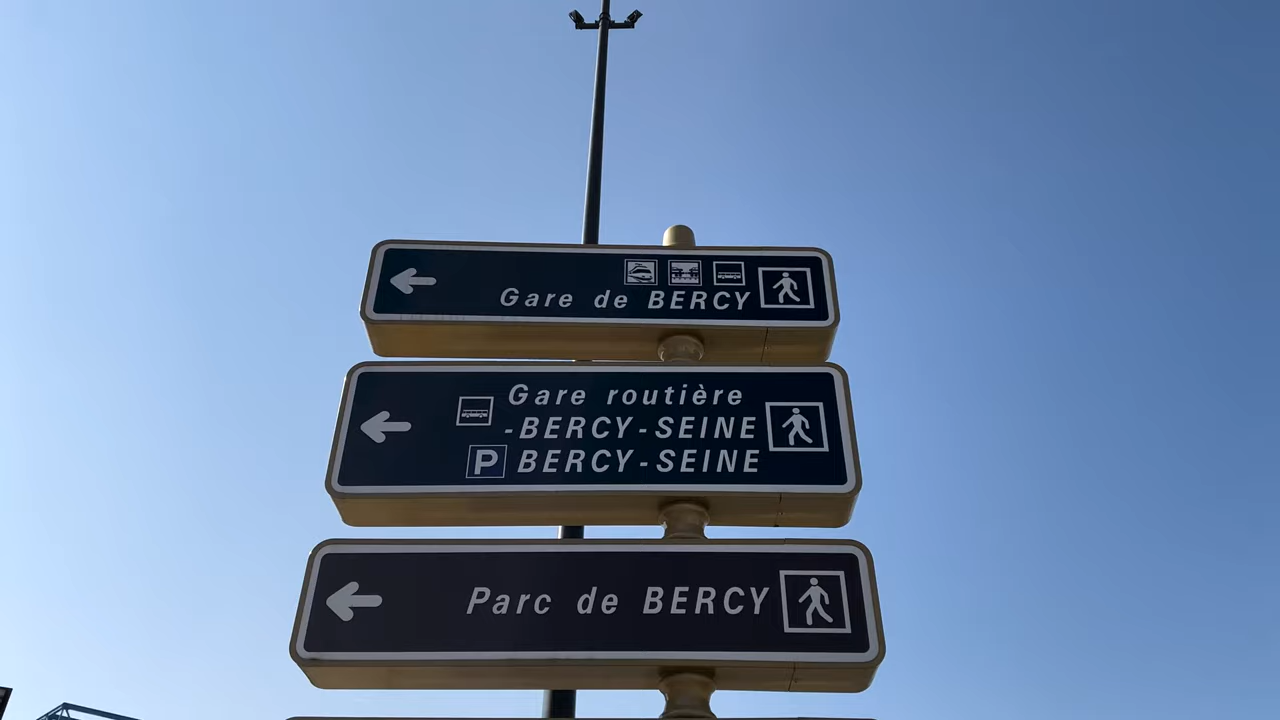 Gare de BERCY
Gare routière
-BERCY-SEINE
P BERCY-SEINE
Parc de BERCY